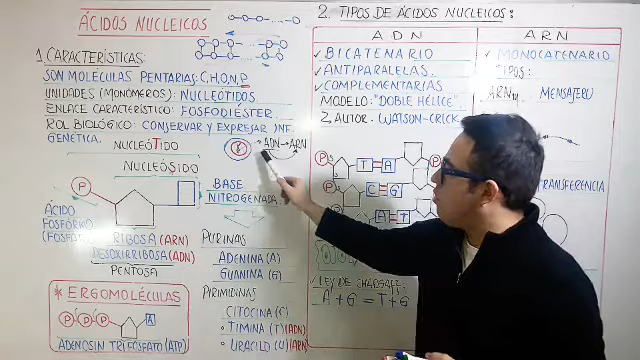 ÁCIDOS NUCLEICOS
1. CARACTERÍSTICAS:
SON MOLÉCULAS PENTARIAS: C,H,O,N,P
UNIDADES (MONÓMEROS): NUCLEÓTIDOS
ENLACE CARACTERÍSTICO: FOSFODIÉSTER.
ROL BIOLÓGICO: CONSERVAR Y EXPRESAR INF.
GENÉTICA.
ADN→ARN
NUCLEÓTIDO
NUCLEÓSIDO
P
BASE
NITROGENADA
ÁCIDO
FOSFÓRICO
(FOSFATO)
RIBOSA (ARN)
DESOXIRRIBOSA (ADN)
PENTOSA
PURINAS
ADENINA (A)
GUANINA (G)
PIRIMIDINAS
CITOCINA (C)
TIMINA (T) (ADN)
URACILO (U) (ARN)
* ERGOMOLÉCULAS
P P P A
ADENOSIN TRIFOSFATO (ATP)
2. TIPOS DE ÁCIDOS NUCLEICOS:
ADN
✓ BICATENARIO
✓ ANTIPARALELAS.
✓ COMPLEMENTARIAS
MODELO: "DOBLE HÉLICE".
AUTOR: WATSON-CRICK
P T A P
P C G
P A T
✓ LEY DE CHARGAFF:
A + G = T + G
ARN
✓ MONOCATENARIO
TIPOS:
ARNm MENSAJERO
TRANSFERENCIA